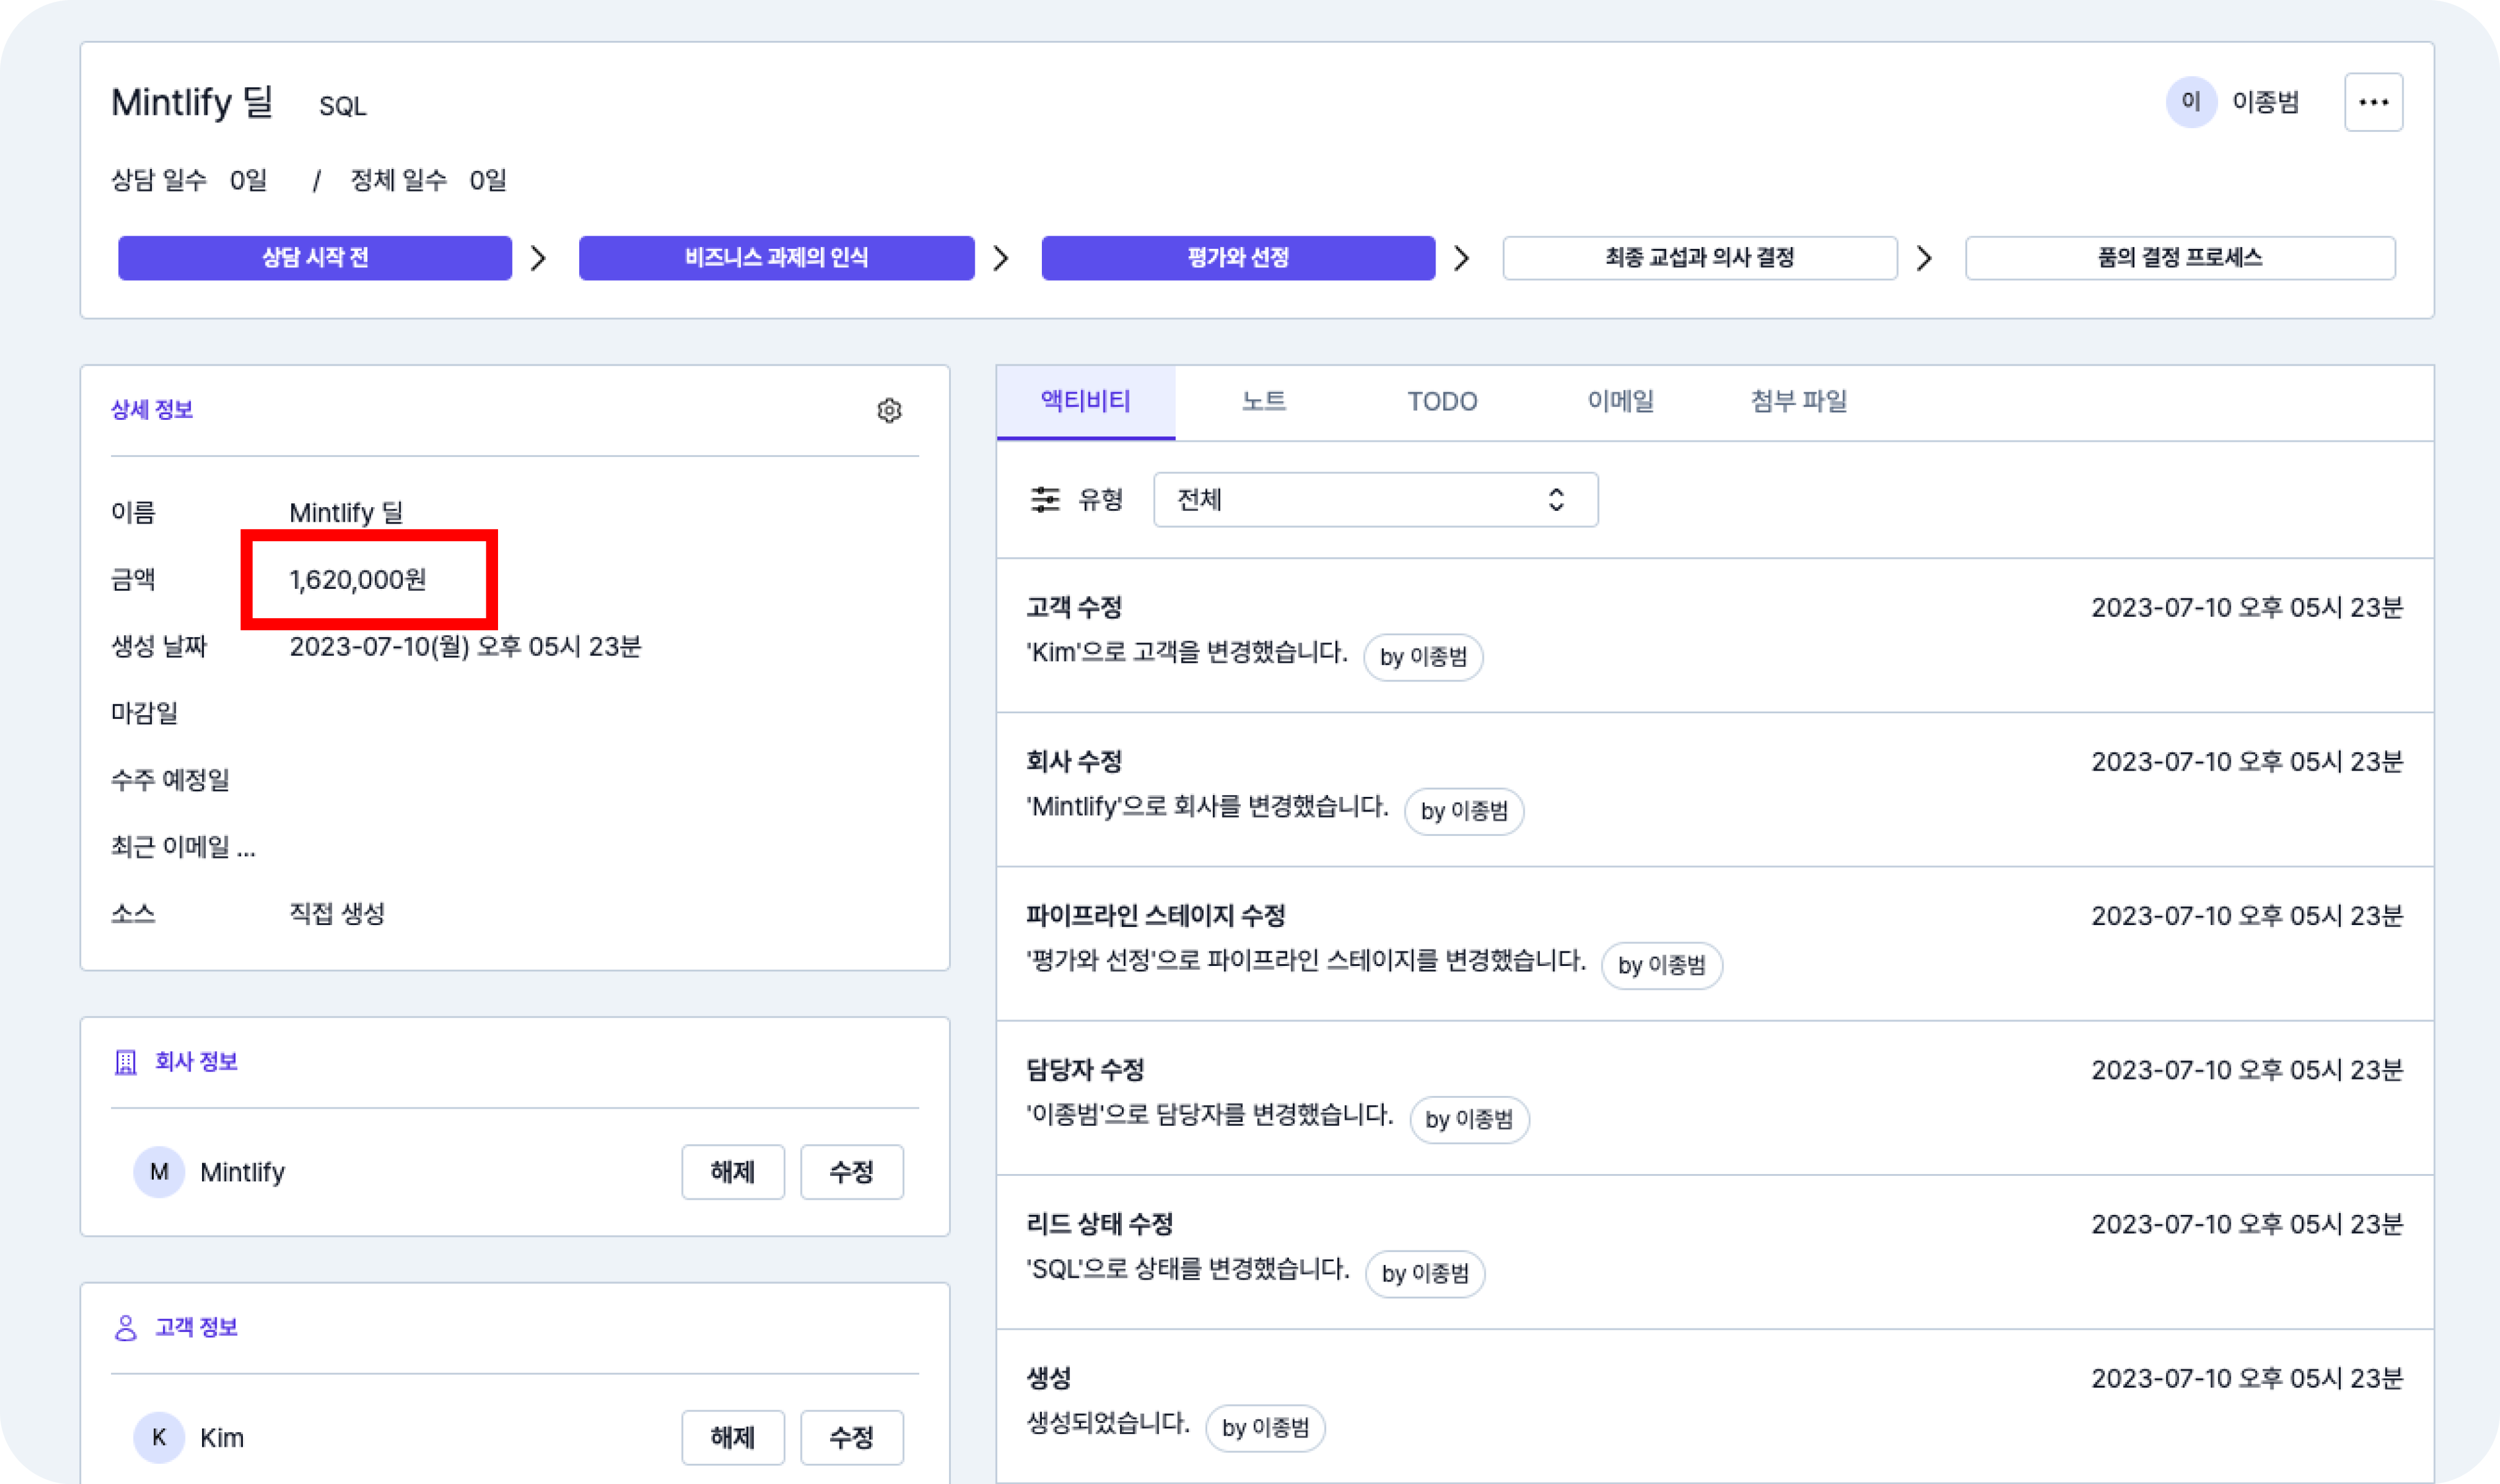 Mintlify 딜 SQL
이 이종범
상담 일수 0일 / 정체 일수 0일
상담 시작 전
비즈니스 과제의 인식
평가와 선정
최종 교섭과 의사 결정
품의 결정 프로세스
상세 정보
이름 Mintlify 딜
금액 1,620,000원
생성 날짜 2023-07-10(월) 오후 05시 23분
마감일
수주 예정일
최근 이메일 ...
소스 직접 생성
회사 정보
M Mintlify 해제 수정
고객 정보
K Kim 해제 수정
액티비티 노트 TODO 이메일 첨부 파일
유형 전체
고객 수정 2023-07-10 오후 05시 23분
'Kim'으로 고객을 변경했습니다. by 이종범
회사 수정 2023-07-10 오후 05시 23분
'Mintlify'으로 회사를 변경했습니다. by 이종범
파이프라인 스테이지 수정 2023-07-10 오후 05시 23분
'평가와 선정'으로 파이프라인 스테이지를 변경했습니다. by 이종범
담당자 수정 2023-07-10 오후 05시 23분
'이종범'으로 담당자를 변경했습니다. by 이종범
리드 상태 수정 2023-07-10 오후 05시 23분
'SQL'으로 상태를 변경했습니다. by 이종범
생성 2023-07-10 오후 05시 23분
생성되었습니다. by 이종범